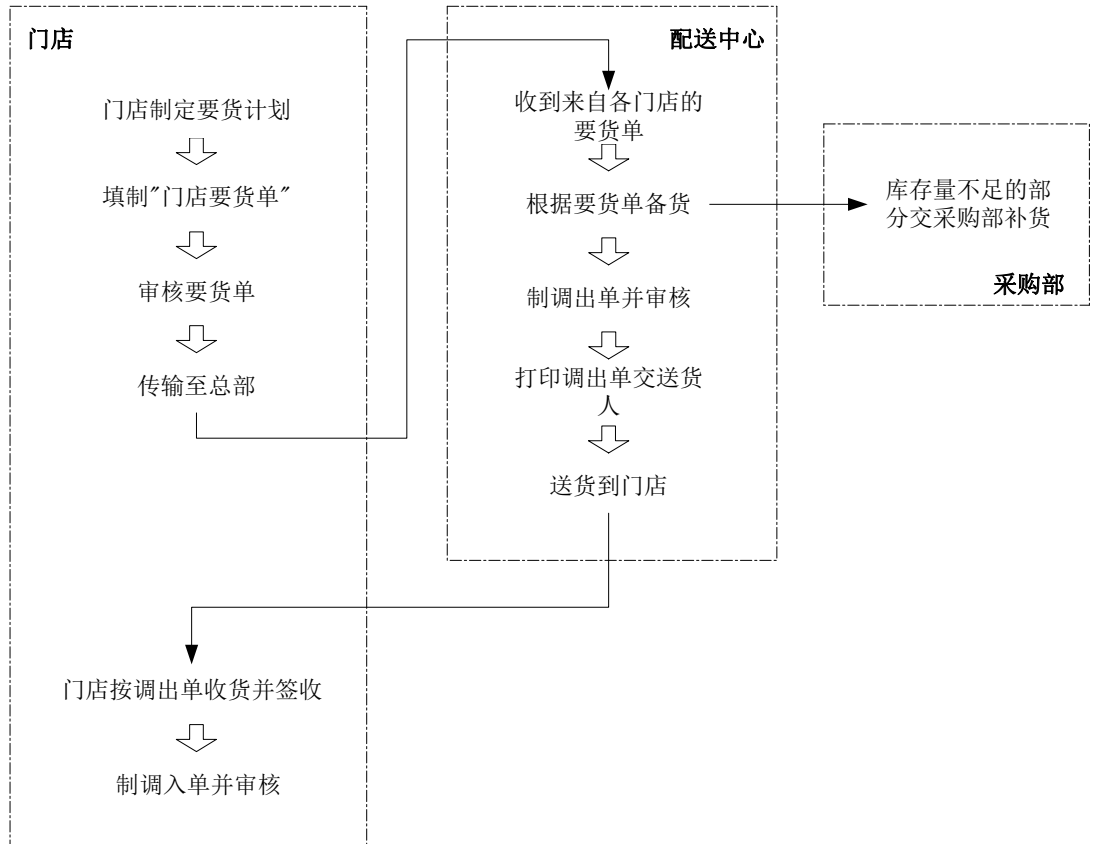 门店
门店制定要货计划
填制"门店要货单"
审核要货单
传输至总部
配送中心
收到来自各门店的
要货单
根据要货单备货
制调出单并审核
打印调出单交送货
人
送货到门店
库存量不足的部
分交采购部补货
采购部
门店按调出单收货并签收
制调入单并审核